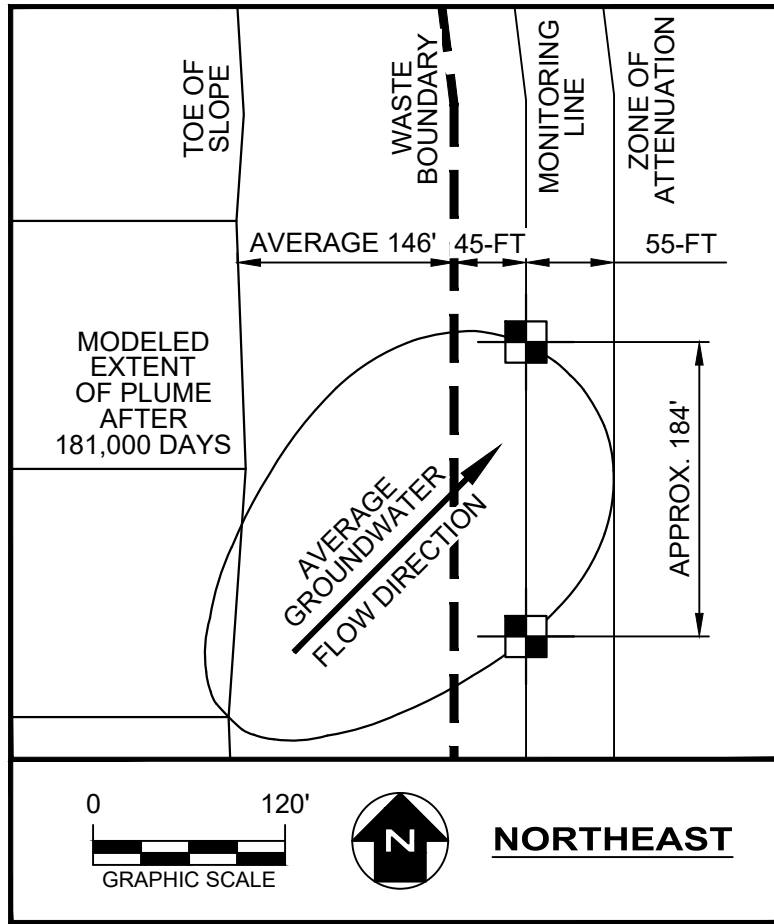 TOE OF
SLOPE
WASTE
BOUNDARY
MONITORING
LINE
ZONE OF
ATTENUATION
AVERAGE 146'
45-FT
55-FT
MODELED
EXTENT
OF PLUME
AFTER
181,000 DAYS
AVERAGE
GROUNDWATER
FLOW DIRECTION
APPROX. 184'
0
120'
GRAPHIC SCALE
N
NORTHEAST